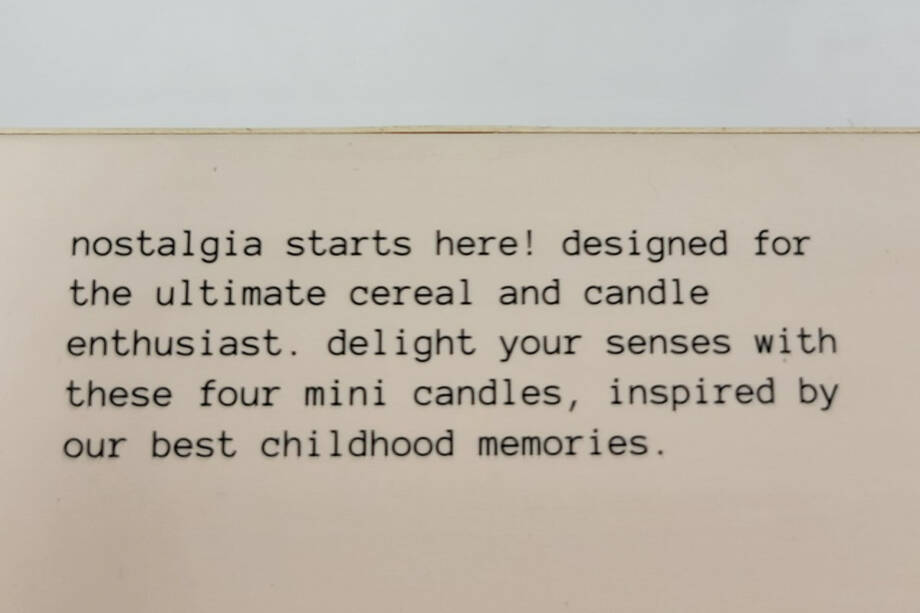 nostalgia starts here! designed for
the ultimate cereal and candle
enthusiast. delight your senses with
these four mini candles, inspired by
our best childhood memories.